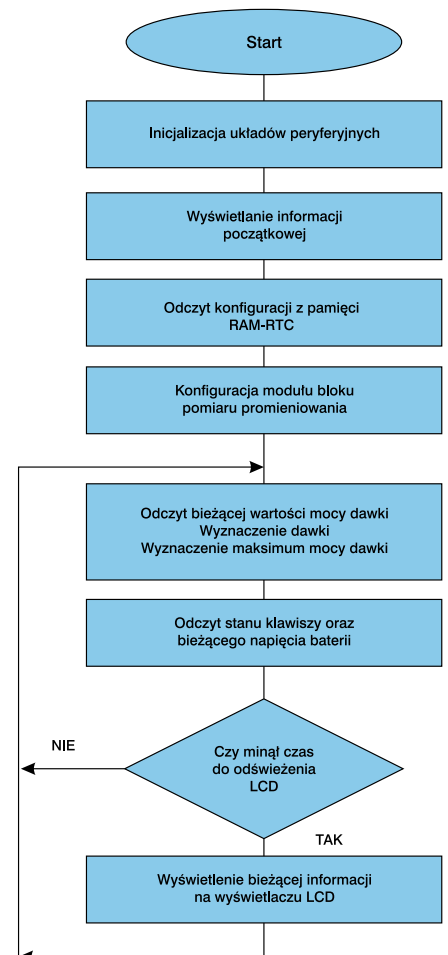 Start
Inicjalizacja układów peryferyjnych
Wyświetlanie informacji
początkowej
Odczyt konfiguracji z pamięci
RAM-RTC
Konfiguracja modułu bloku
pomiaru promieniowania
Odczyt bieżącej wartości mocy dawki
Wyznaczenie dawki
Wyznaczenie maksimum mocy dawki
Odczyt stanu klawiszy oraz
bieżącego napięcia baterii
NIE
Czy minął czas
do odświeżenia
LCD
TAK
Wyświetlenie bieżącej informacji
na wyświetlaczu LCD